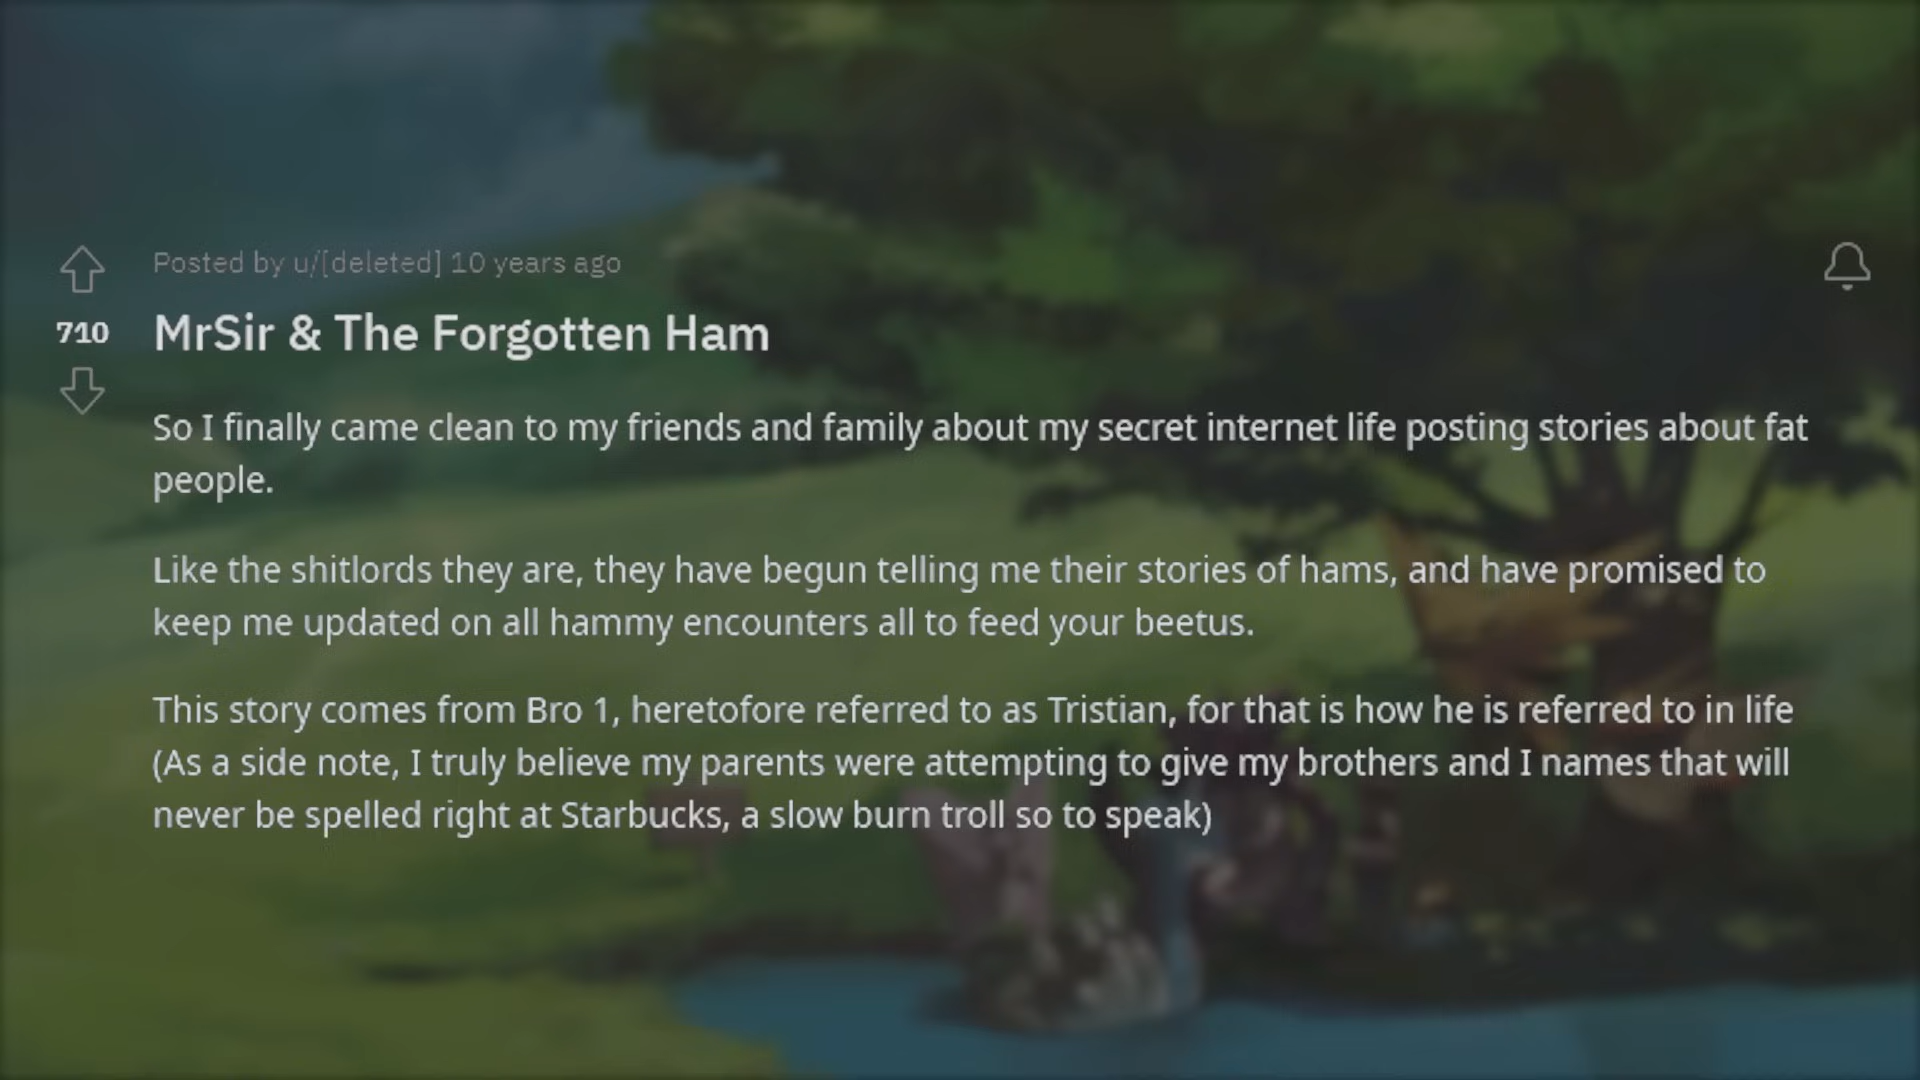 Posted by u/[deleted] 10 years ago
710
MrSir & The Forgotten Ham
So I finally came clean to my friends and family about my secret internet life posting stories about fat
people.
Like the shitlords they are, they have begun telling me their stories of hams, and have promised to
keep me updated on all hammy encounters all to feed your beetus.
This story comes from Bro 1, heretofore referred to as Tristian, for that is how he is referred to in life
(As a side note, I truly believe my parents were attempting to give my brothers and I names that will
never be spelled right at Starbucks, a slow burn troll so to speak)